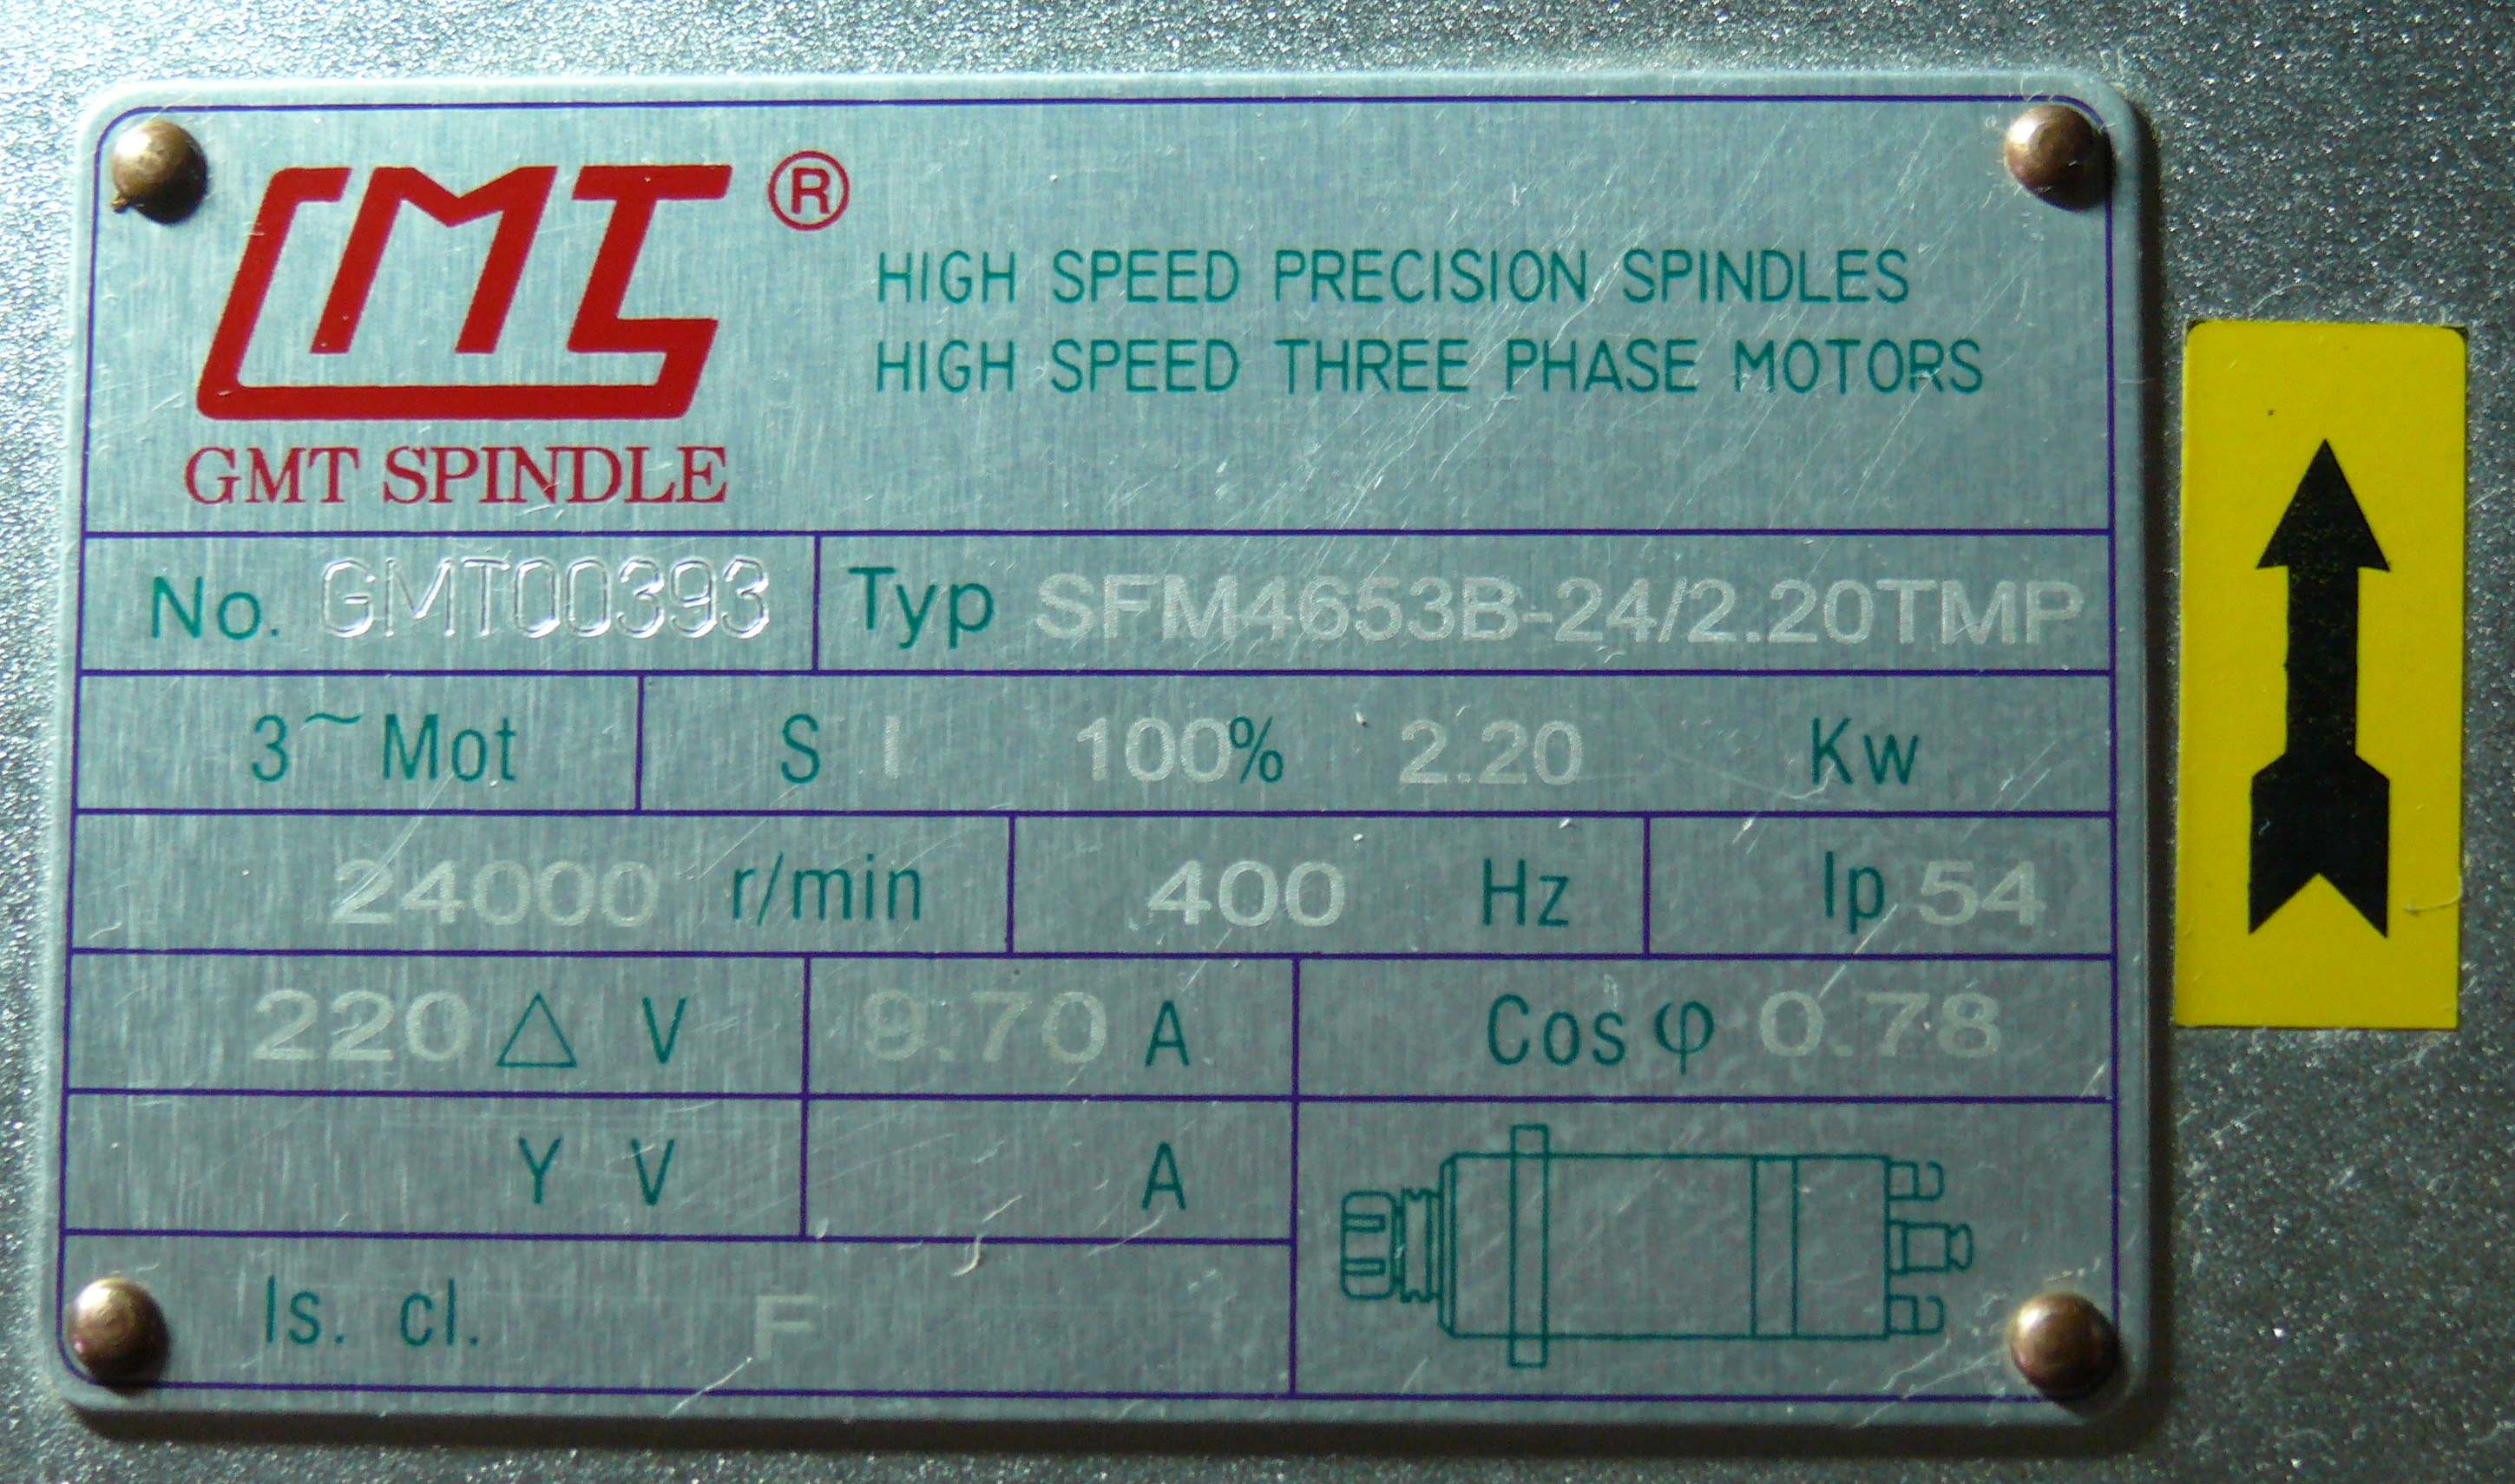 GMT ®
HIGH SPEED PRECISION SPINDLES
HIGH SPEED THREE PHASE MOTORS
GMT SPINDLE
No. GMT00393 Typ SFM4653B-24/2.20TMP
3~Mot S I 100% 2.20 Kw
24000 r/min 400 Hz Ip 54
220 △ V 9.70 A Cos φ 0.78
Y V A
Is. cl. F